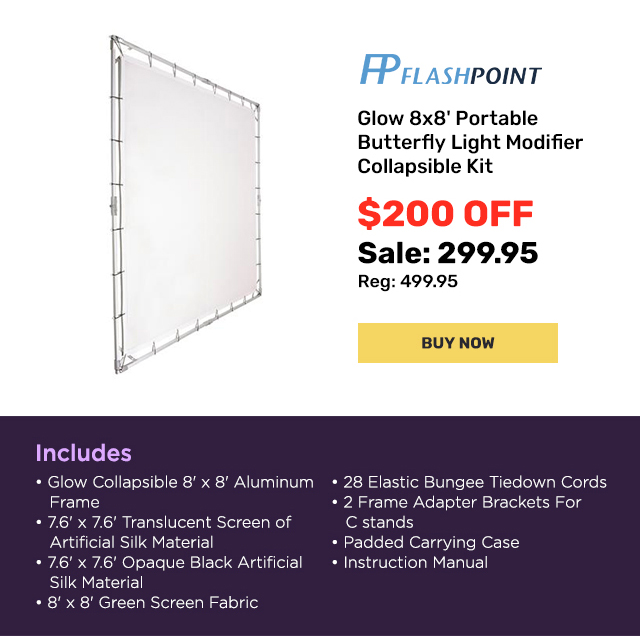 FP FLASHPOINT
Glow 8x8' Portable
Butterfly Light Modifier
Collapsible Kit
$200 OFF
Sale: 299.95
Reg: 499.95
BUY NOW
Includes
• Glow Collapsible 8' x 8' Aluminum
Frame
• 7.6' x 7.6' Translucent Screen of
Artificial Silk Material
• 7.6' x 7.6' Opaque Black Artificial
Silk Material
• 8' x 8' Green Screen Fabric
• 28 Elastic Bungee Tiedown Cords
• 2 Frame Adapter Brackets For
C stands
• Padded Carrying Case
• Instruction Manual